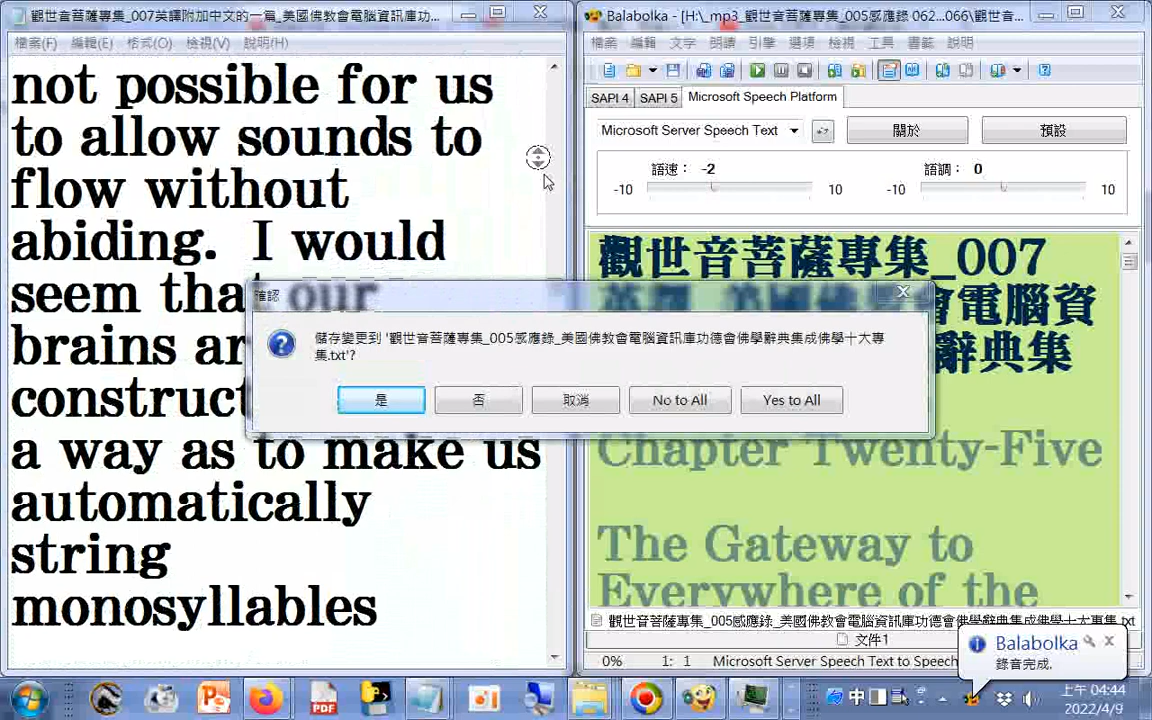 觀世音菩薩專集_007英譯附加中文的一篇_美國佛教會電腦資訊庫功...
檔案(F) 編輯(E) 格式(O) 檢視(V) 說明(H)
not possible for us
to allow sounds to
flow without
abiding. I would
seem that our
brains ar
construct
a way as to make us
automatically
string
monosyllables
Balabolka - [H:\_mp3_觀世音菩薩專集_005感應錄 062...066\觀世音...
檔案 編輯 文字 朗讀 引擎 選項 檢視 工具 書籤 說明
SAPI 4 SAPI 5 Microsoft Speech Platform
Microsoft Server Speech Text 關於 預設
語速： -2 語調： 0
-10 10 -10 10
觀世音菩薩專集_007
會電腦資
辭典集
Chapter Twenty-Five
The Gateway to
Everywhere of the
觀世音菩薩專集_005感應錄_美國佛教會電腦資訊庫功德會佛學辭典集成佛學十大專集.txt
文件1
0% 1: 1 Microsoft Server Speech Text to Speech
確認
儲存變更到 '觀世音菩薩專集_005感應錄_美國佛教會電腦資訊庫功德會佛學辭典集成佛學十大專
集.txt'?
是 否 取消 No to All Yes to All
Balabolka
錄音完成.
中
上午 04:44
2022/4/9